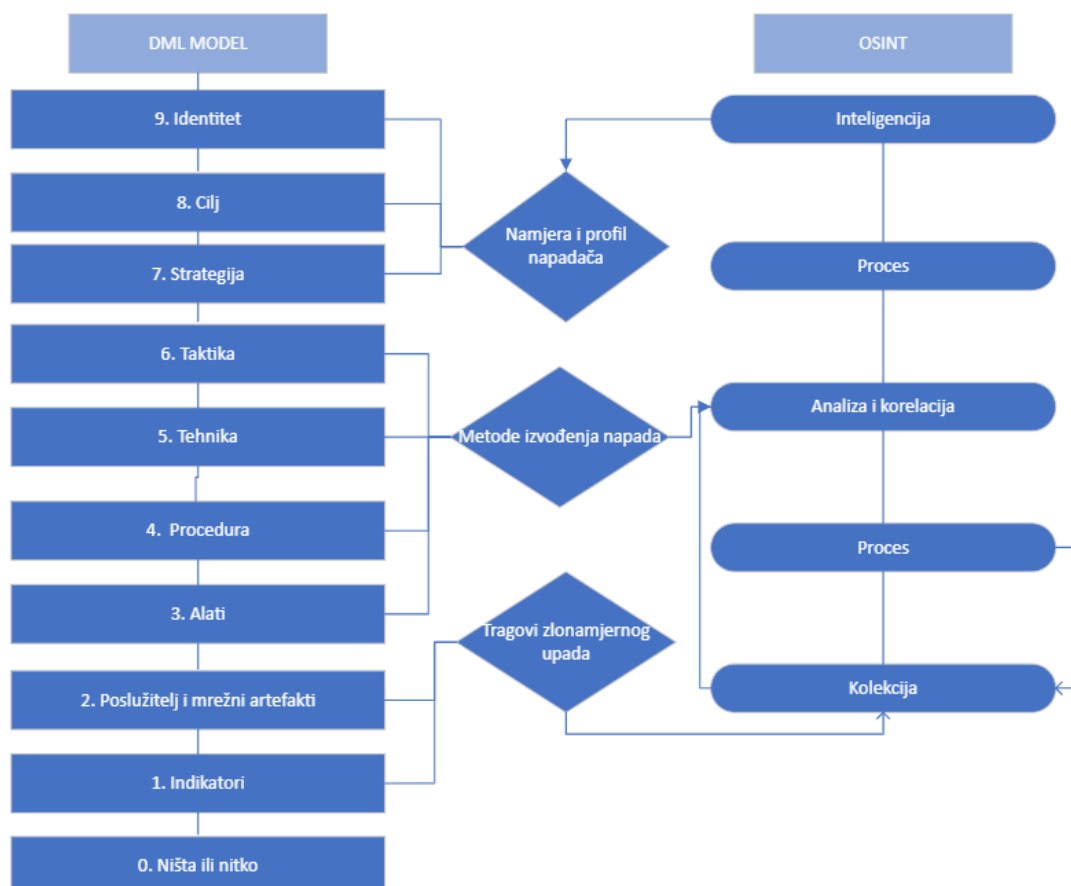 DML MODEL
9. Identitet
8. Cilj
7. Strategija
6. Taktika
5. Tehnika
4. Procedura
3. Alati
2. Poslužitelj i mrežni artefakti
1. Indikatori
0. Ništa ili nitko
Namjera i profil
napadača
Metode izvođenja napada
Tragovi zlonamjernog
upada
OSINT
Inteligencija
Proces
Analiza i korelacija
Proces
Kolekcija